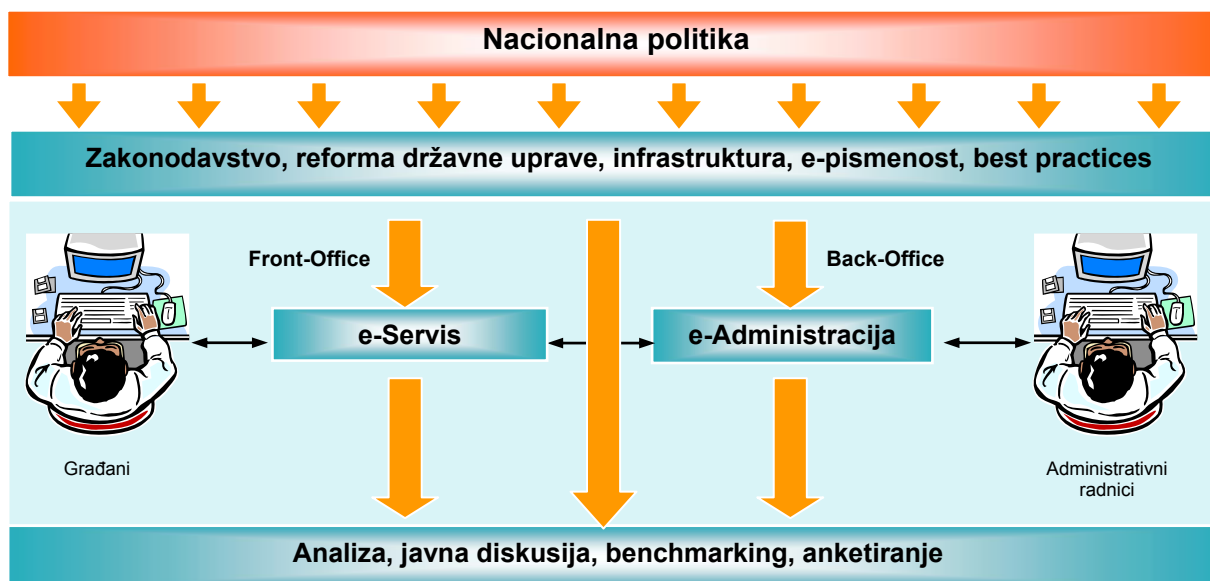 Nacionalna politika
Zakonodavstvo, reforma državne uprave, infrastruktura, e-pismenost, best practices
Front-Office
Back-Office
e-Servis
e-Administracija
Građani
Administrativni
radnici
Analiza, javna diskusija, benchmarking, anketiranje